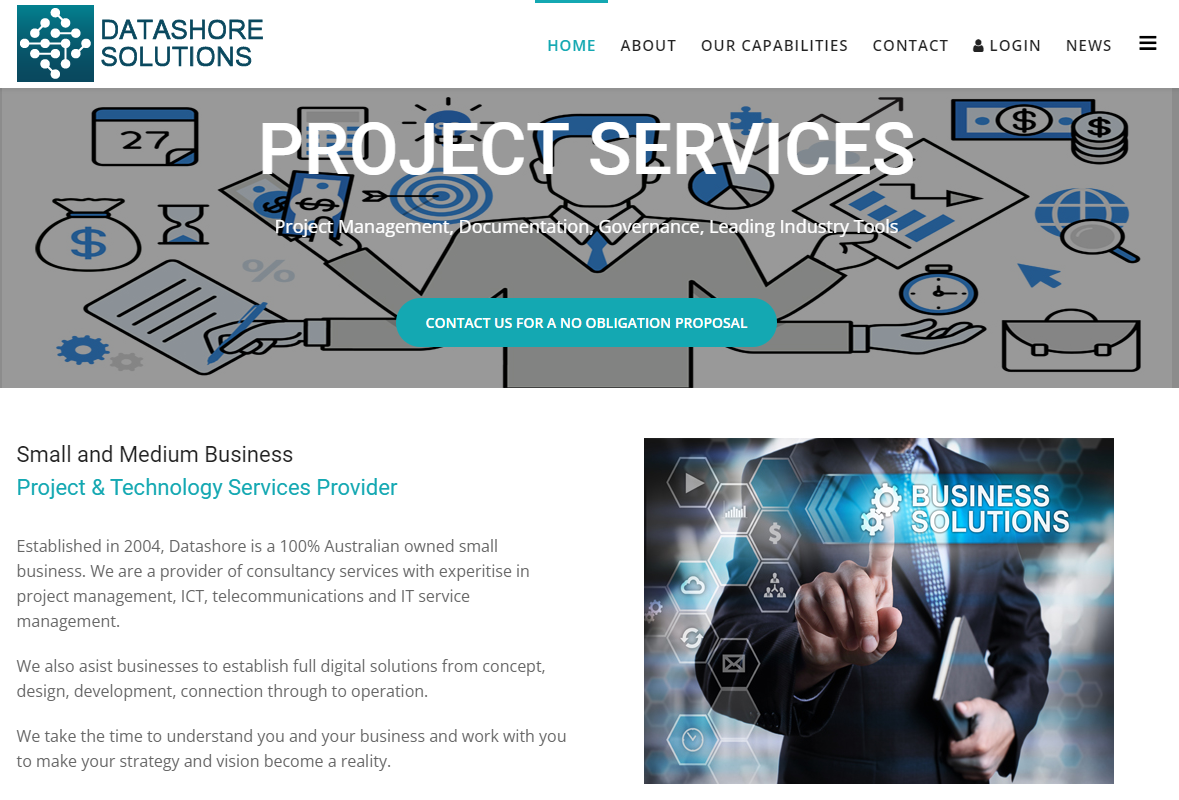 DATASHORE
SOLUTIONS
HOME ABOUT OUR CAPABILITIES CONTACT LOGIN NEWS
27
PROJECT SERVICES
$
$
$ $
$
%
Project Management, Documentation, Governance, Leading Industry Tools
CONTACT US FOR A NO OBLIGATION PROPOSAL
Small and Medium Business
Project & Technology Services Provider
Established in 2004, Datashore is a 100% Australian owned small
business. We are a provider of consultancy services with experitise in
project management, ICT, telecommunications and IT service
management.
We also asist businesses to establish full digital solutions from concept,
design, development, connection through to operation.
We take the time to understand you and your business and work with you
to make your strategy and vision become a reality.
BUSINESS
SOLUTIONS
$